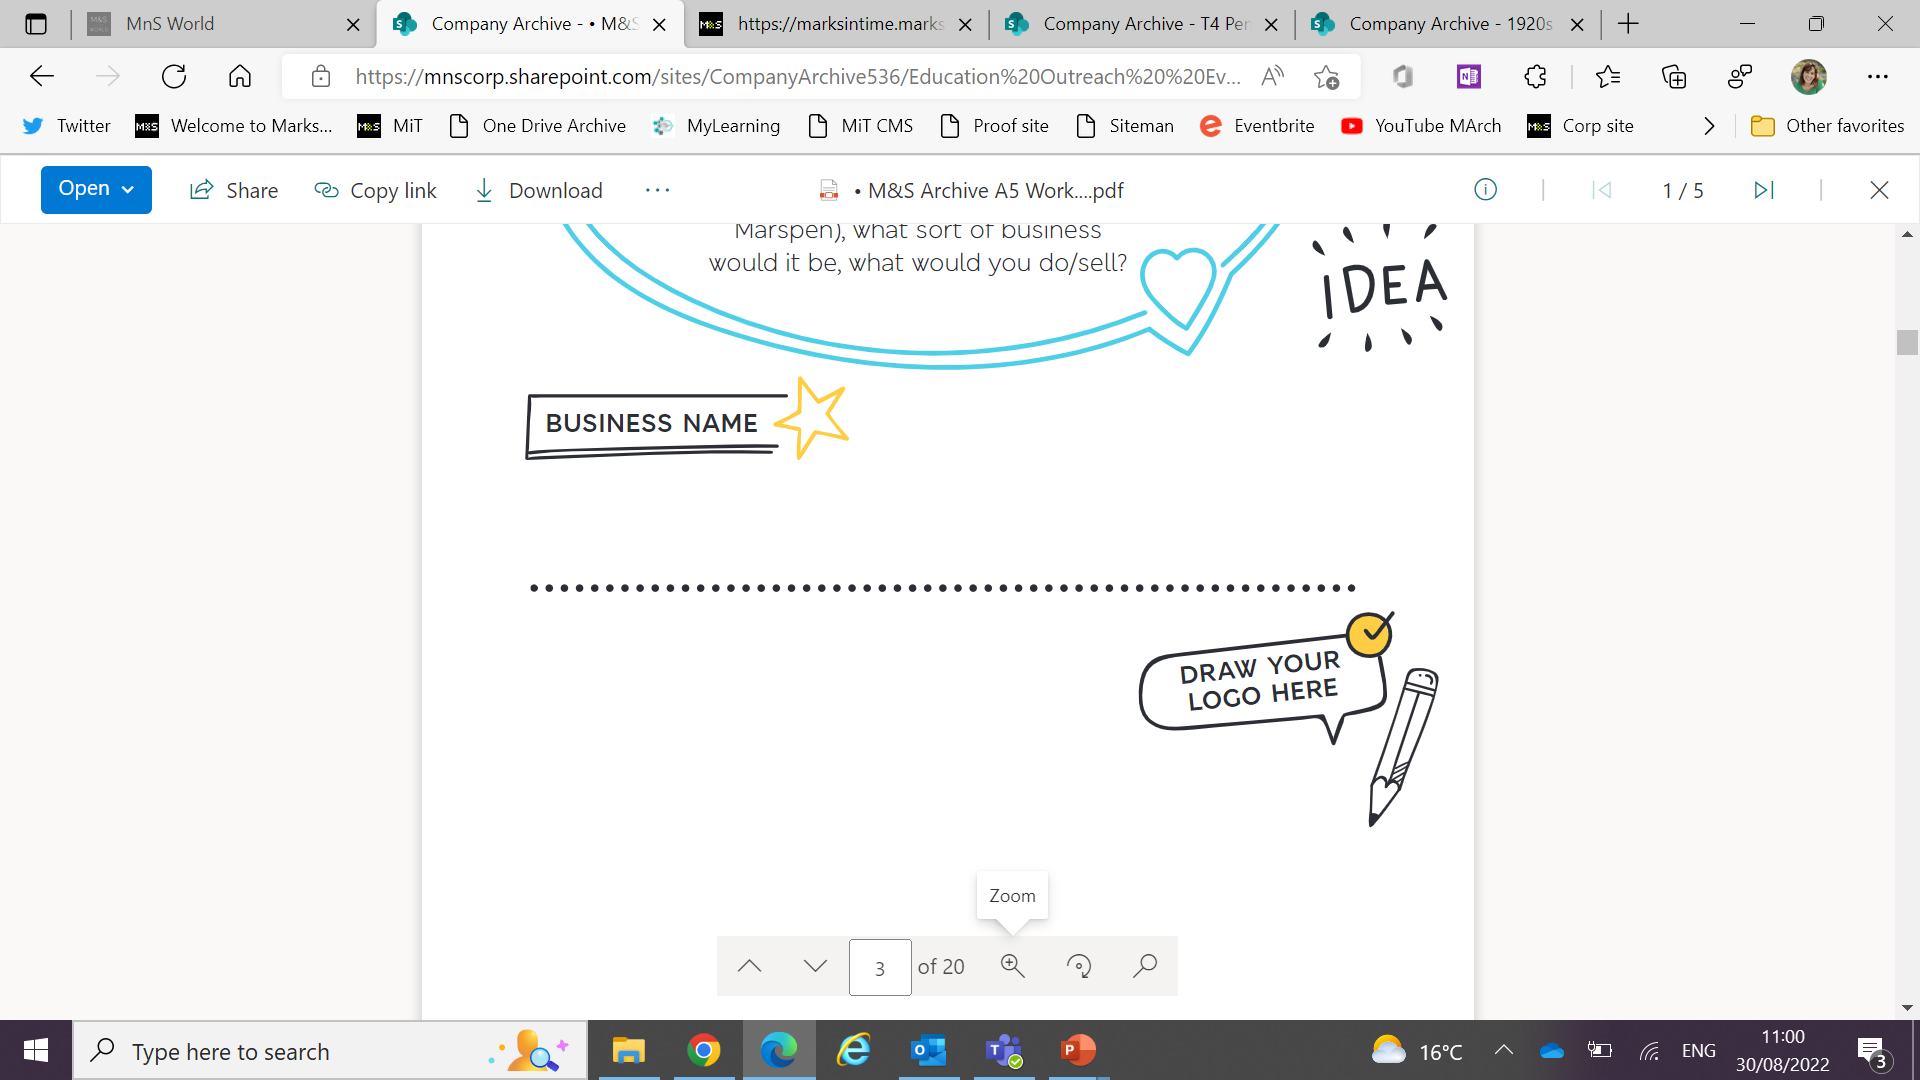 MnS World
Company Archive - • M&S
https://marksintime.marks
Company Archive - T4 Per
Company Archive - 1920s
https://mnscorp.sharepoint.com/sites/CompanyArchive536/Education%20Outreach%20%20Ev...
Twitter
Welcome to Marks...
MiT
One Drive Archive
MyLearning
MiT CMS
Proof site
Siteman
Eventbrite
YouTube MArch
Corp site
Other favorites
Open
Share
Copy link
Download
• M&S Archive A5 Work....pdf
1 / 5
Marspen), what sort of business
would it be, what would you do/sell?
IDEA
BUSINESS NAME
DRAW YOUR
LOGO HERE
Zoom
3 of 20
Type here to search
16°C
ENG
11:00
30/08/2022
3